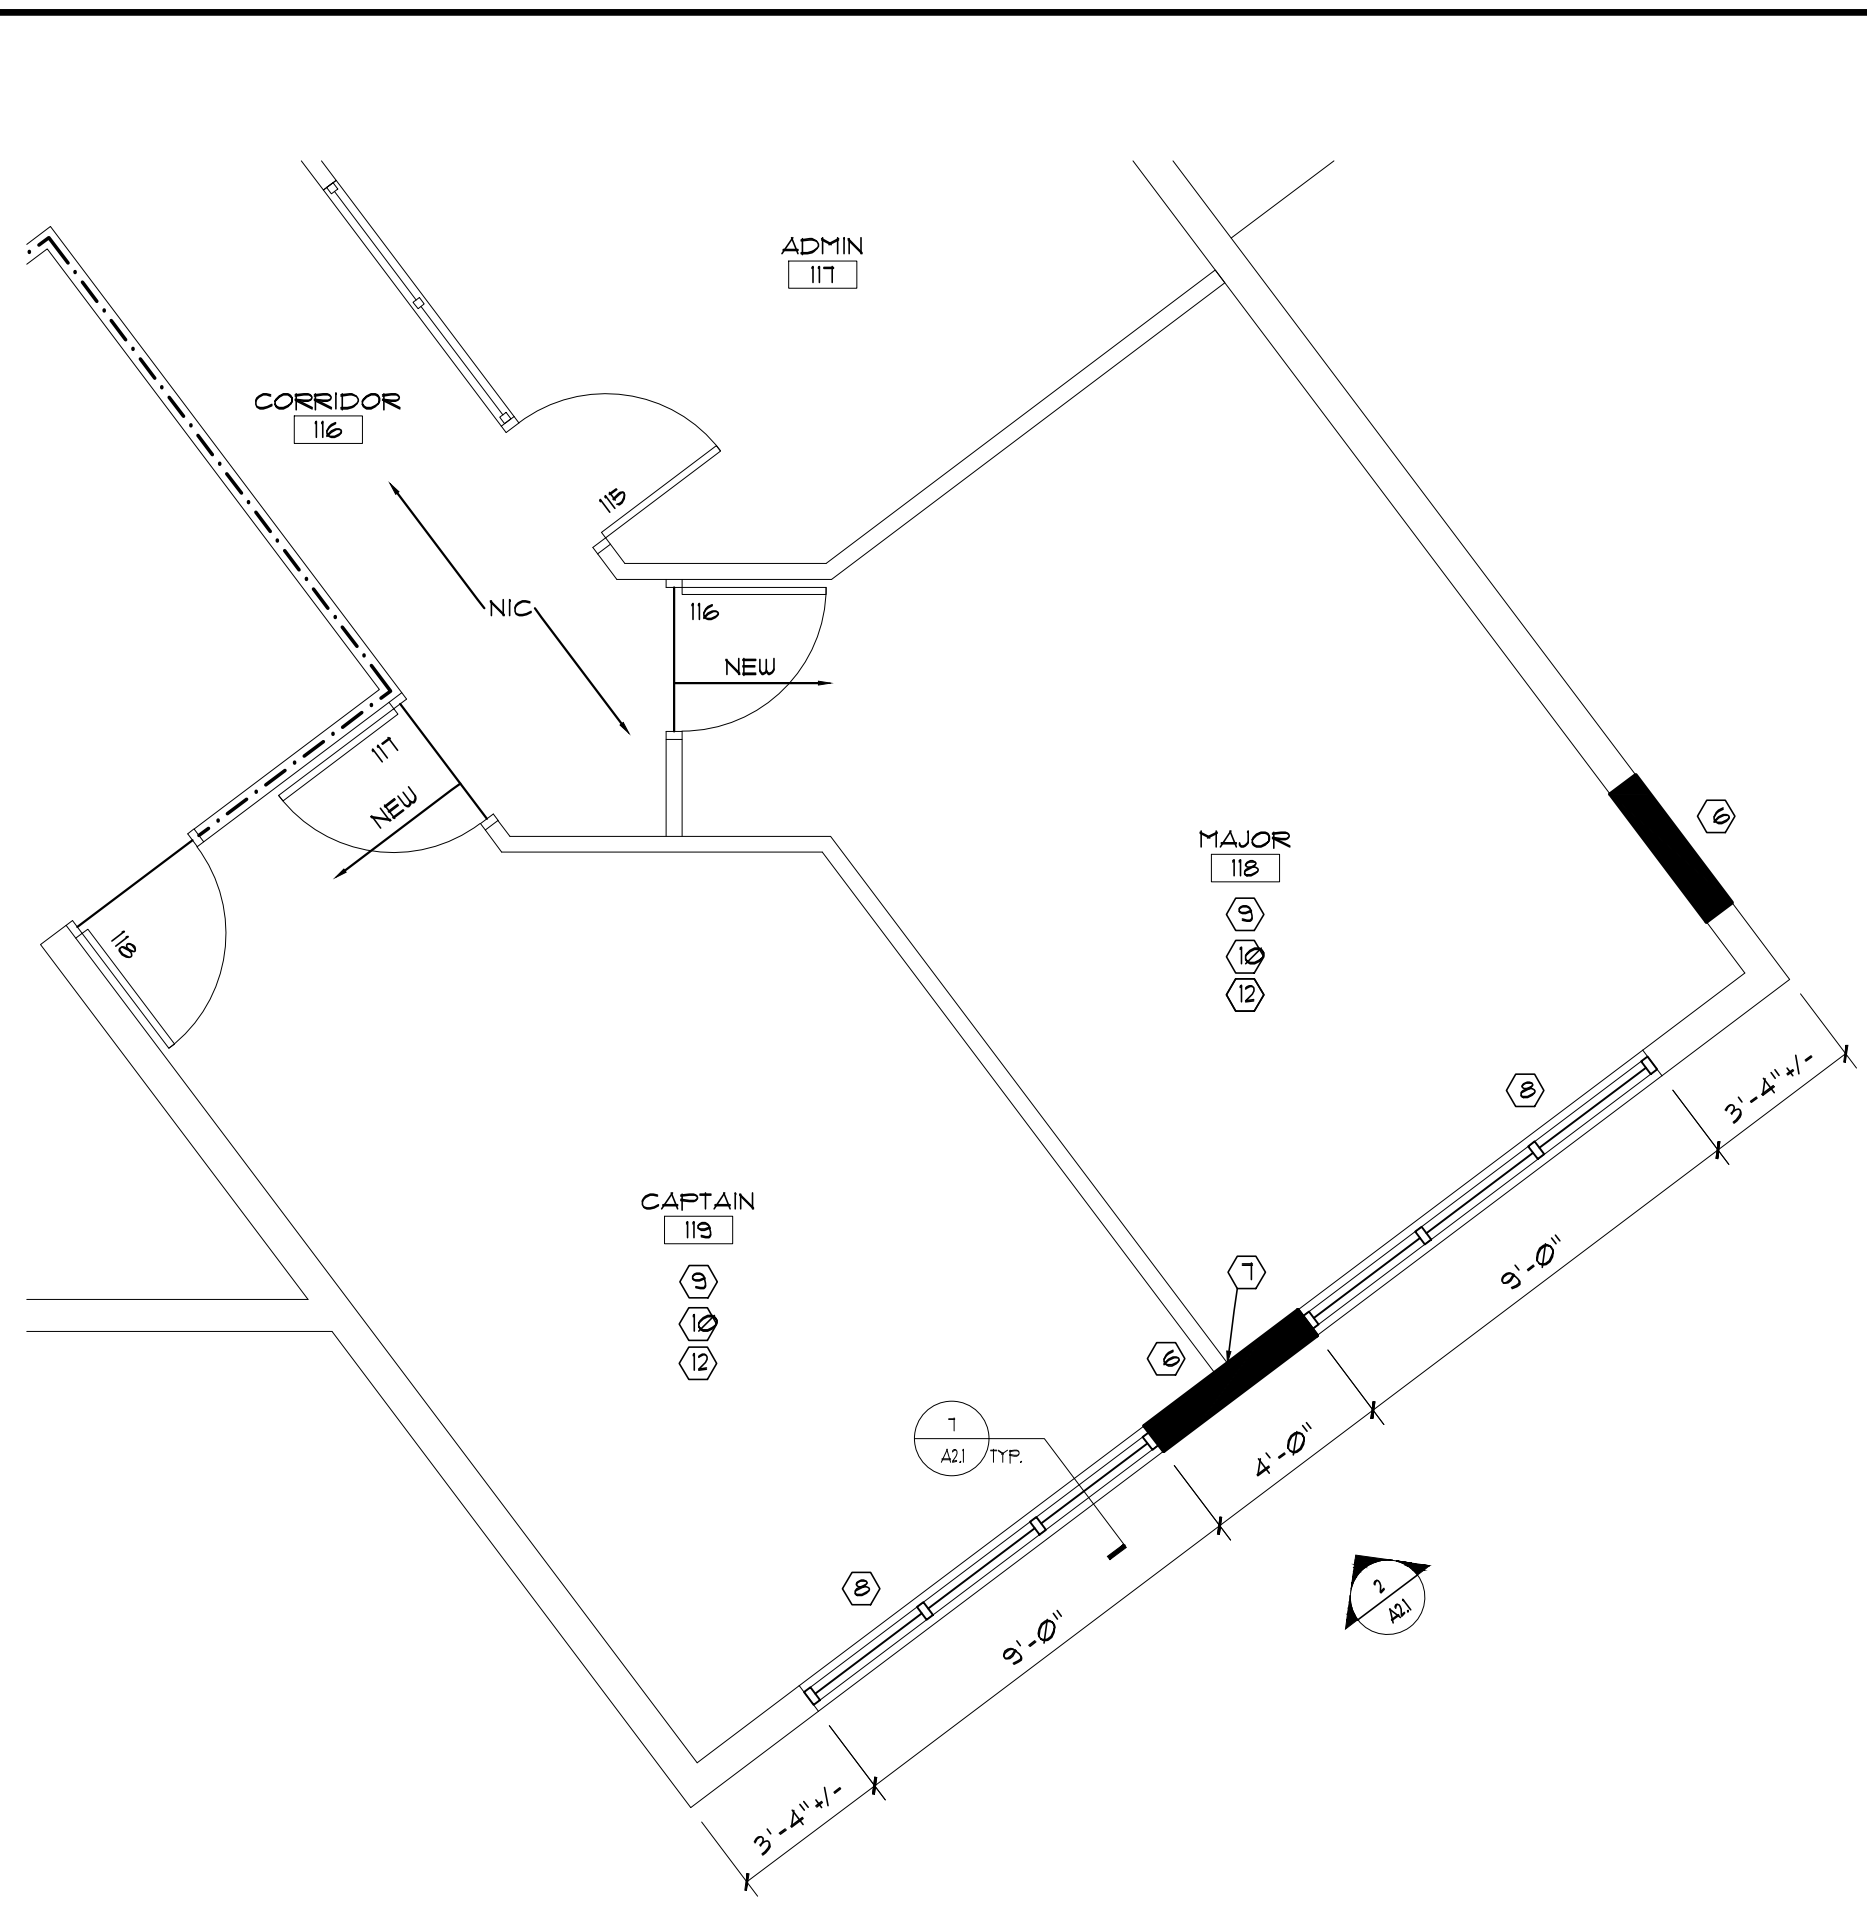 ADMIN
117
CORRIDOR
116
115
NIC
116
NEW
117
NEW
118
6
MAJOR
118
9
10
12
8
3'-4"+/-
CAPTAIN
119
9
10
12
7
9'-0"
6
7
A2.1 TYP.
4'-0"
8
2
A2.1
9'-0"
3'-4"+/-